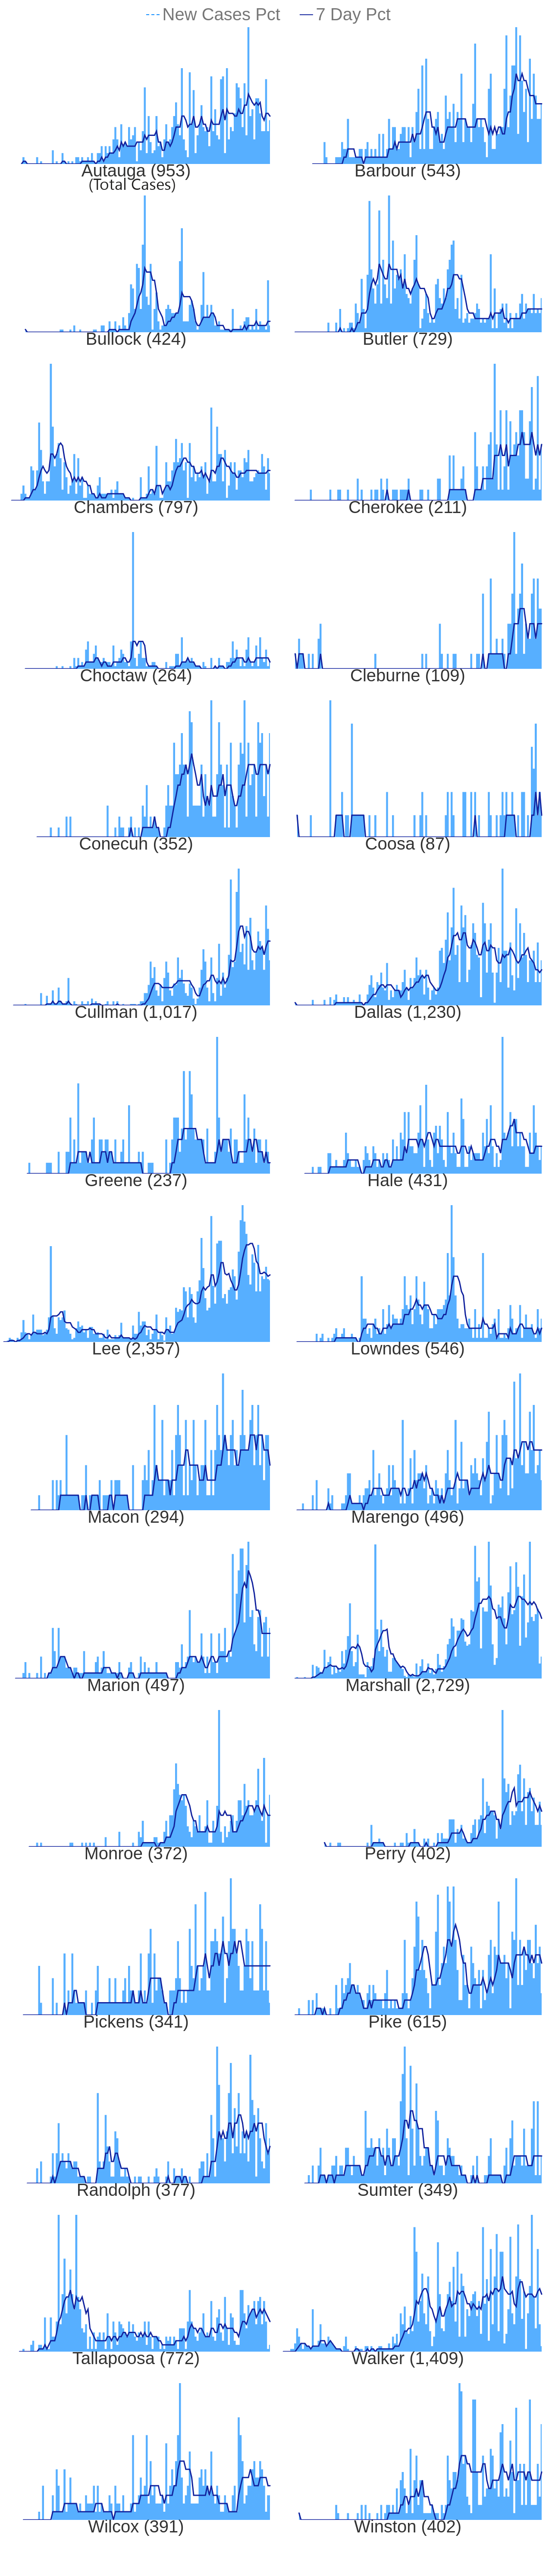 New Cases Pct 7 Day Pct
Autauga (953) Barbour (543)
(Total Cases)
Bullock (424) Butler (729)
Chambers (797) Cherokee (211)
Choctaw (264) Cleburne (109)
Conecuh (352) Coosa (87)
Cullman (1,017) Dallas (1,230)
Greene (237) Hale (431)
Lee (2,357) Lowndes (546)
Macon (294) Marengo (496)
Marion (497) Marshall (2,729)
Monroe (372) Perry (402)
Pickens (341) Pike (615)
Randolph (377) Sumter (349)
Tallapoosa (772) Walker (1,409)
Wilcox (391) Winston (402)